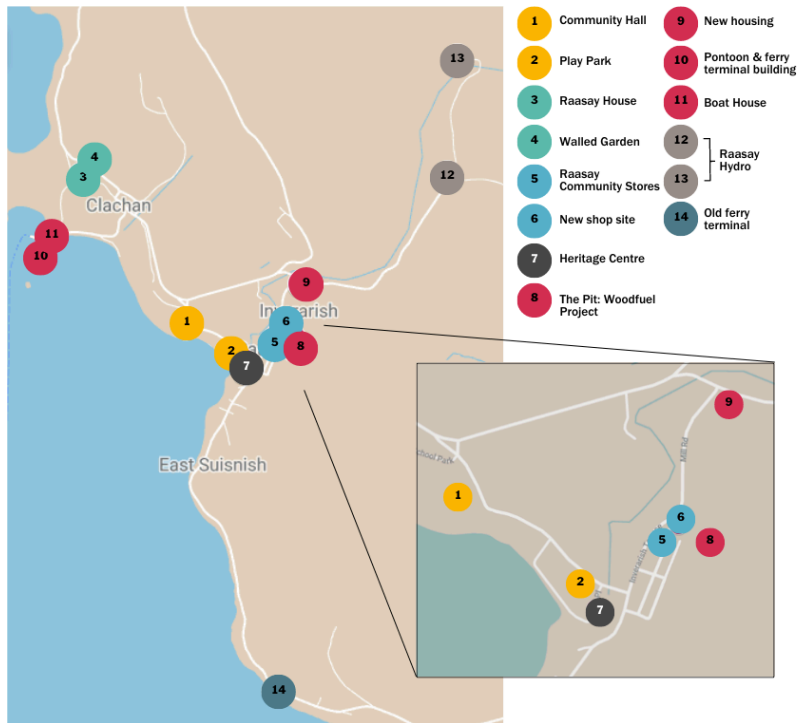 13
12
4
3
Clachan
11
10
9
1
6
5
8
2
7
East Suisnish
14
1 Community Hall
2 Play Park
3 Raasay House
4 Walled Garden
5 Raasay
Community Stores
6 New shop site
7 Heritage Centre
8 The Pit: Woodfuel
Project
9 New housing
10 Pontoon & ferry
terminal building
11 Boat House
12
13
Raasay
Hydro
14 Old ferry
terminal
9
Mill Rd
1
6
5
8
2
7